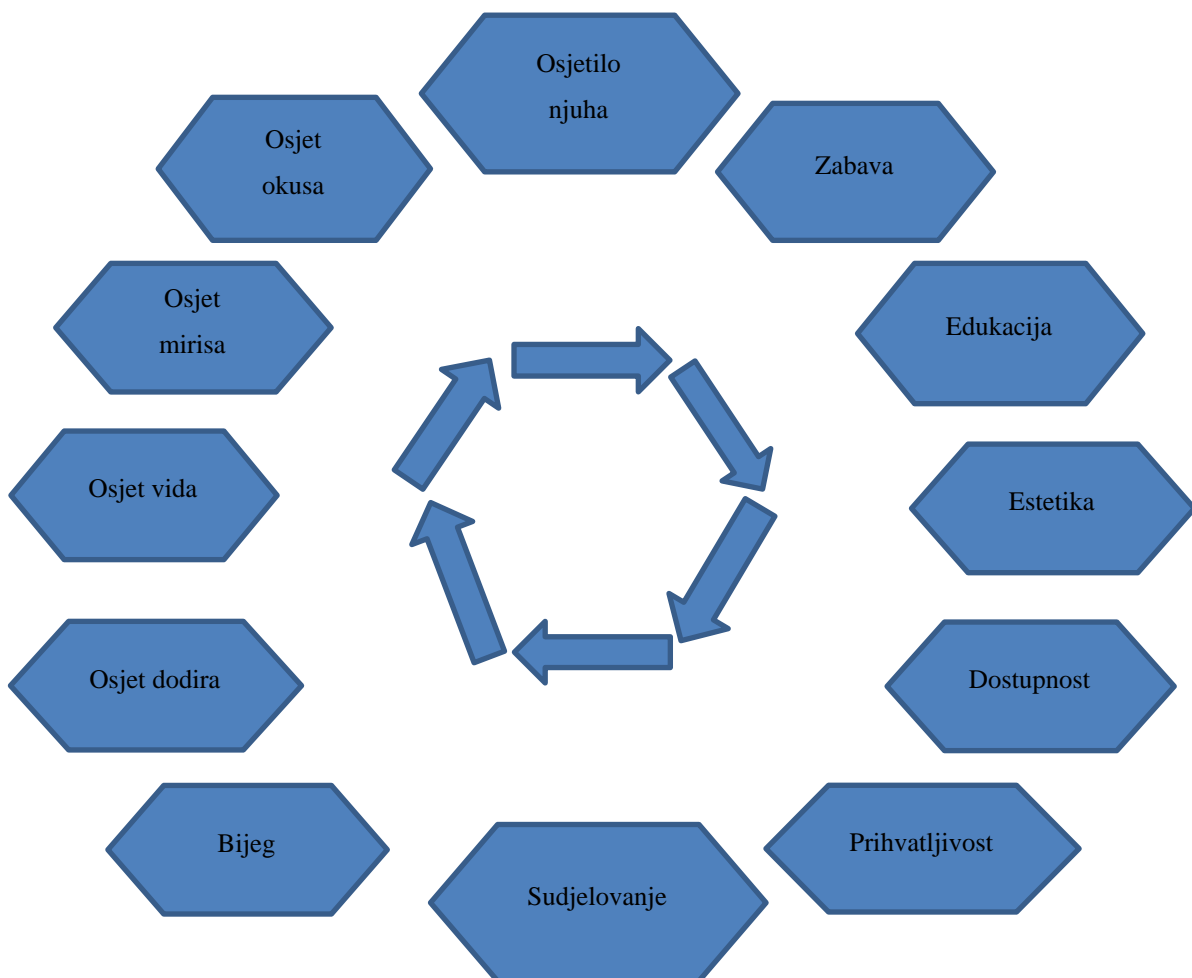 Osjetilo
njuha
Zabava
Edukacija
Estetika
Dostupnost
Prihvatljivost
Sudjelovanje
Bijeg
Osjet dodira
Osjet vida
Osjet
mirisa
Osjet
okusa